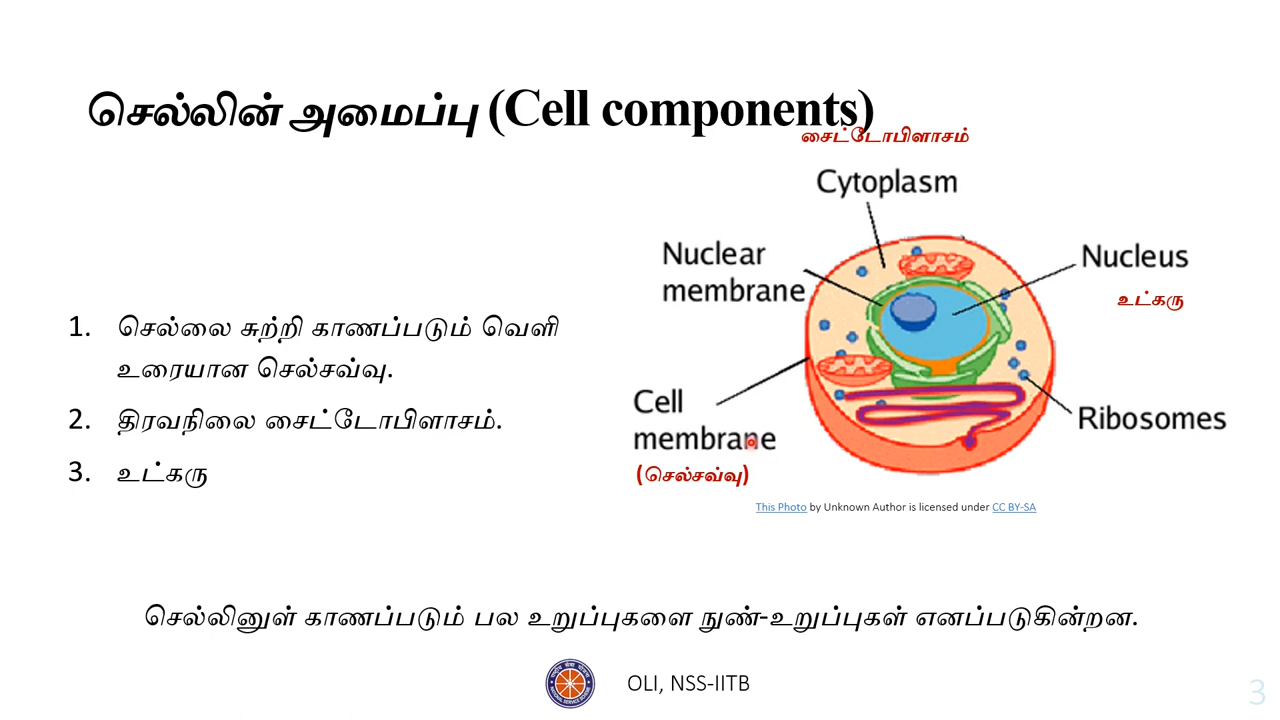 செல்லின் அமைப்பு (Cell components)
சைட்டோபிளாசம்
Cytoplasm
Nuclear
membrane
Nucleus
உட்கரு
1. செல்லை சுற்றி காணப்படும் வெளி
உரையான செல்சவ்வு.
2. திரவநிலை சைட்டோபிளாசம்.
3. உட்கரு
Cell
membrane
(செல்சவ்வு)
Ribosomes
This Photo by Unknown Author is licensed under CC BY-SA
செல்லினுள் காணப்படும் பல உறுப்புகளை நுண்-உறுப்புகள் எனப்படுகின்றன.
OLI, NSS-IITB
3